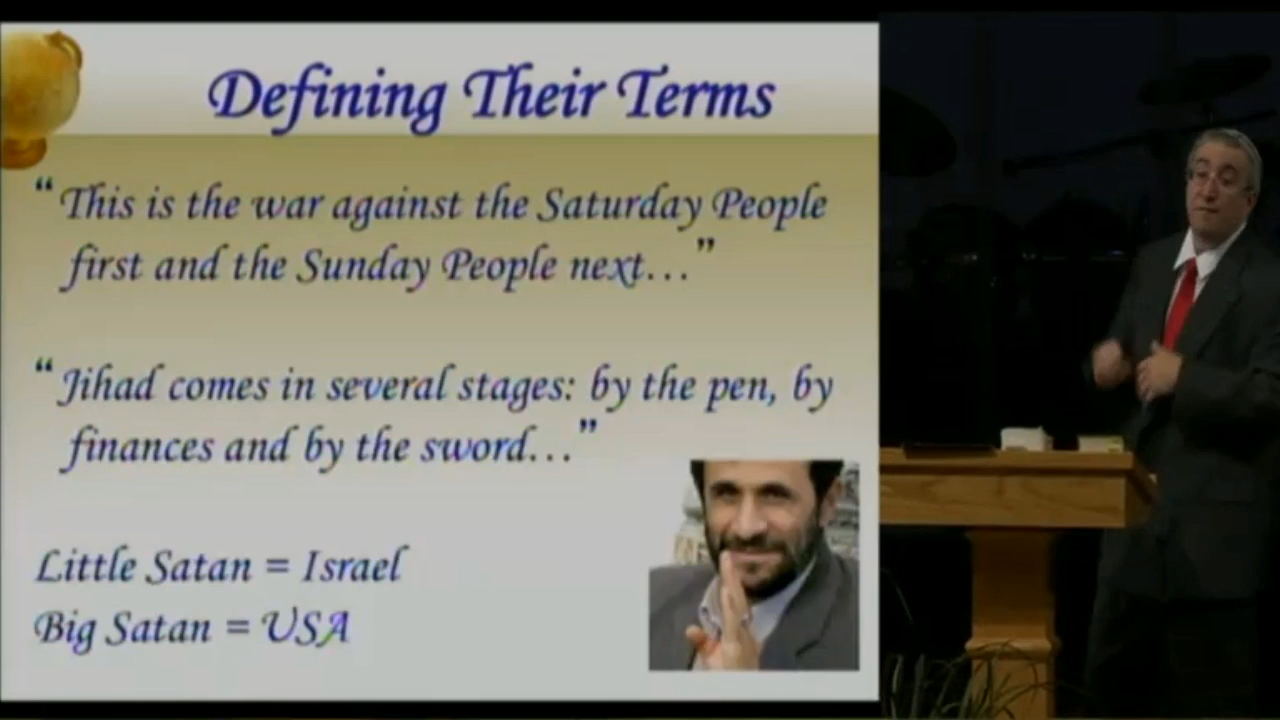 Defining Their Terms
“This is the war against the Saturday People
first and the Sunday People next…”
“Jihad comes in several stages: by the pen, by
finances and by the sword…”
Little Satan = Israel
Big Satan = USA